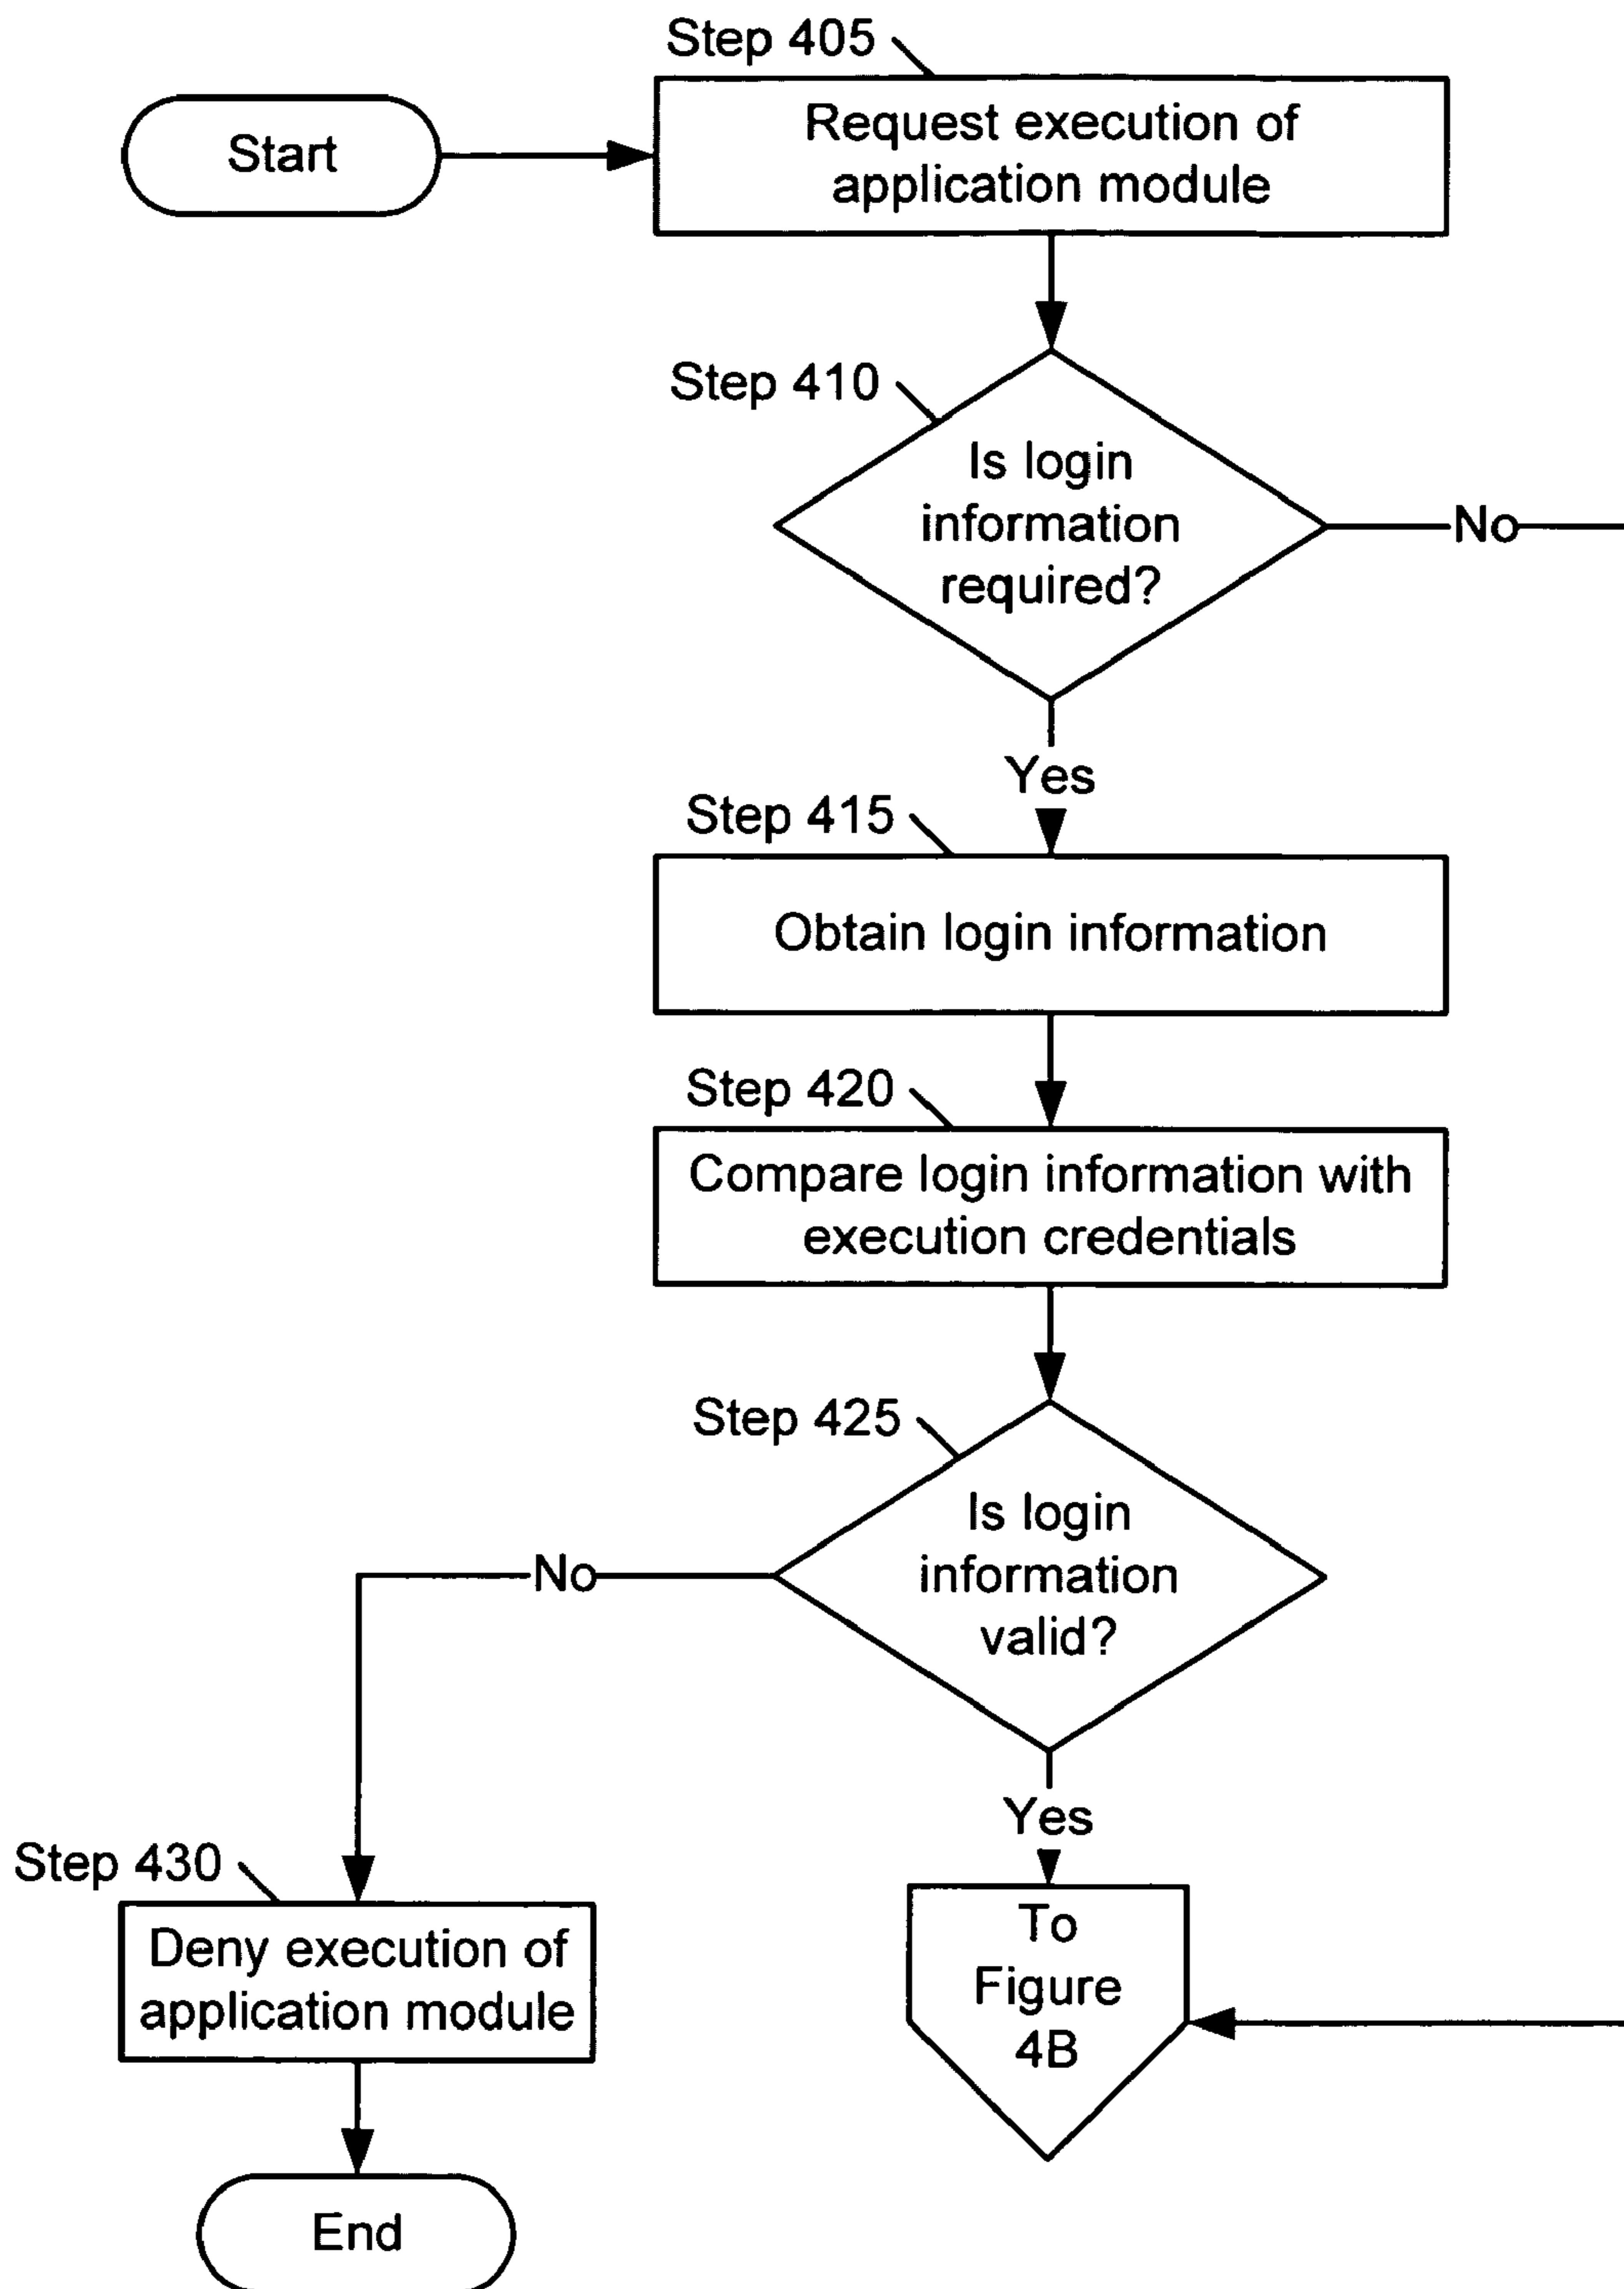 Step 405
Start
Request execution of
application module
Step 410
Is login
information
required?
No
Yes
Step 415
Obtain login information
Step 420
Compare login information with
execution credentials
Step 425
Is login
information
valid?
No
Yes
Step 430
Deny execution of
application module
To
Figure
4B
End